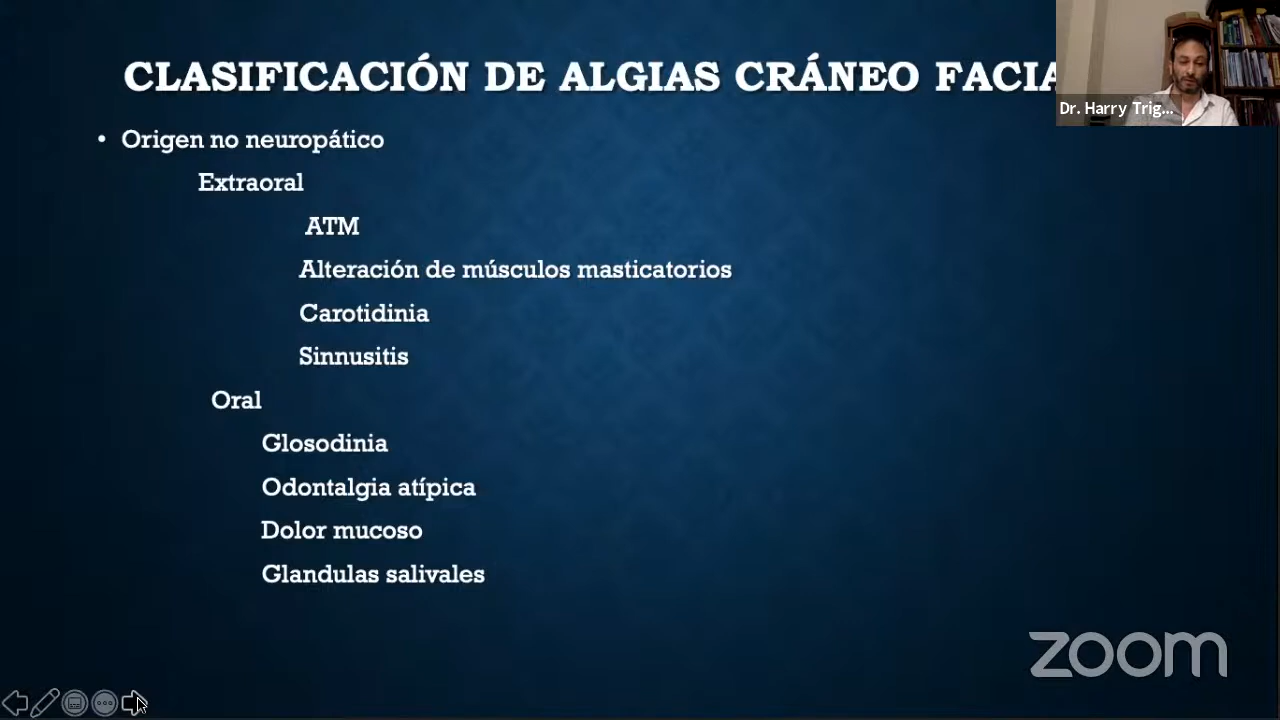 CLASIFICACIÓN DE ALGIAS CRÁNEO FACIA
Dr. Harry Trig...
• Origen no neuropático
Extraoral
ATM
Alteración de músculos masticatorios
Carotidinia
Sinnusitis
Oral
Glosodinia
Odontalgia atípica
Dolor mucoso
Glandulas salivales
zoom